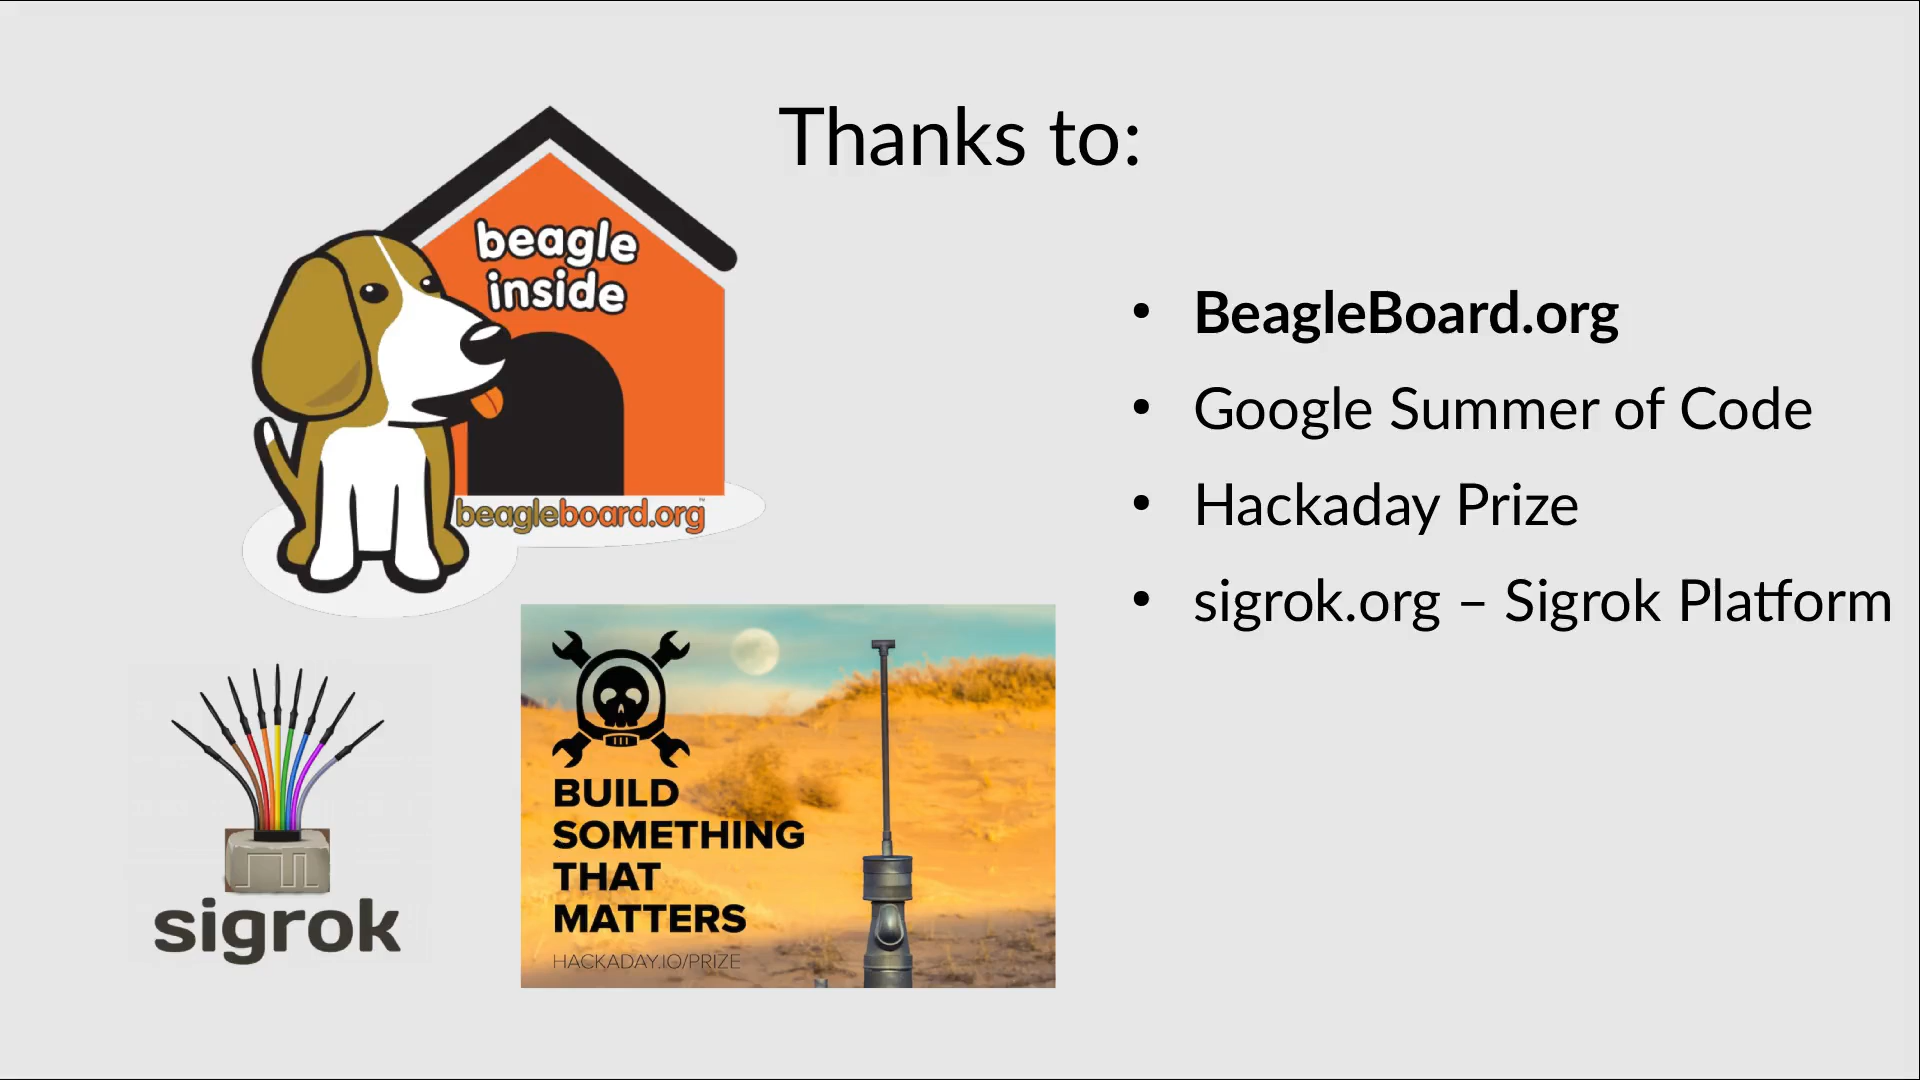 Thanks to:
beagle
inside
beagleboard.org
™
• BeagleBoard.org
• Google Summer of Code
• Hackaday Prize
• sigrok.org – Sigrok Platform
BUILD
SOMETHING
THAT
MATTERS
HACKADAY.IO/PRIZE
sigrok